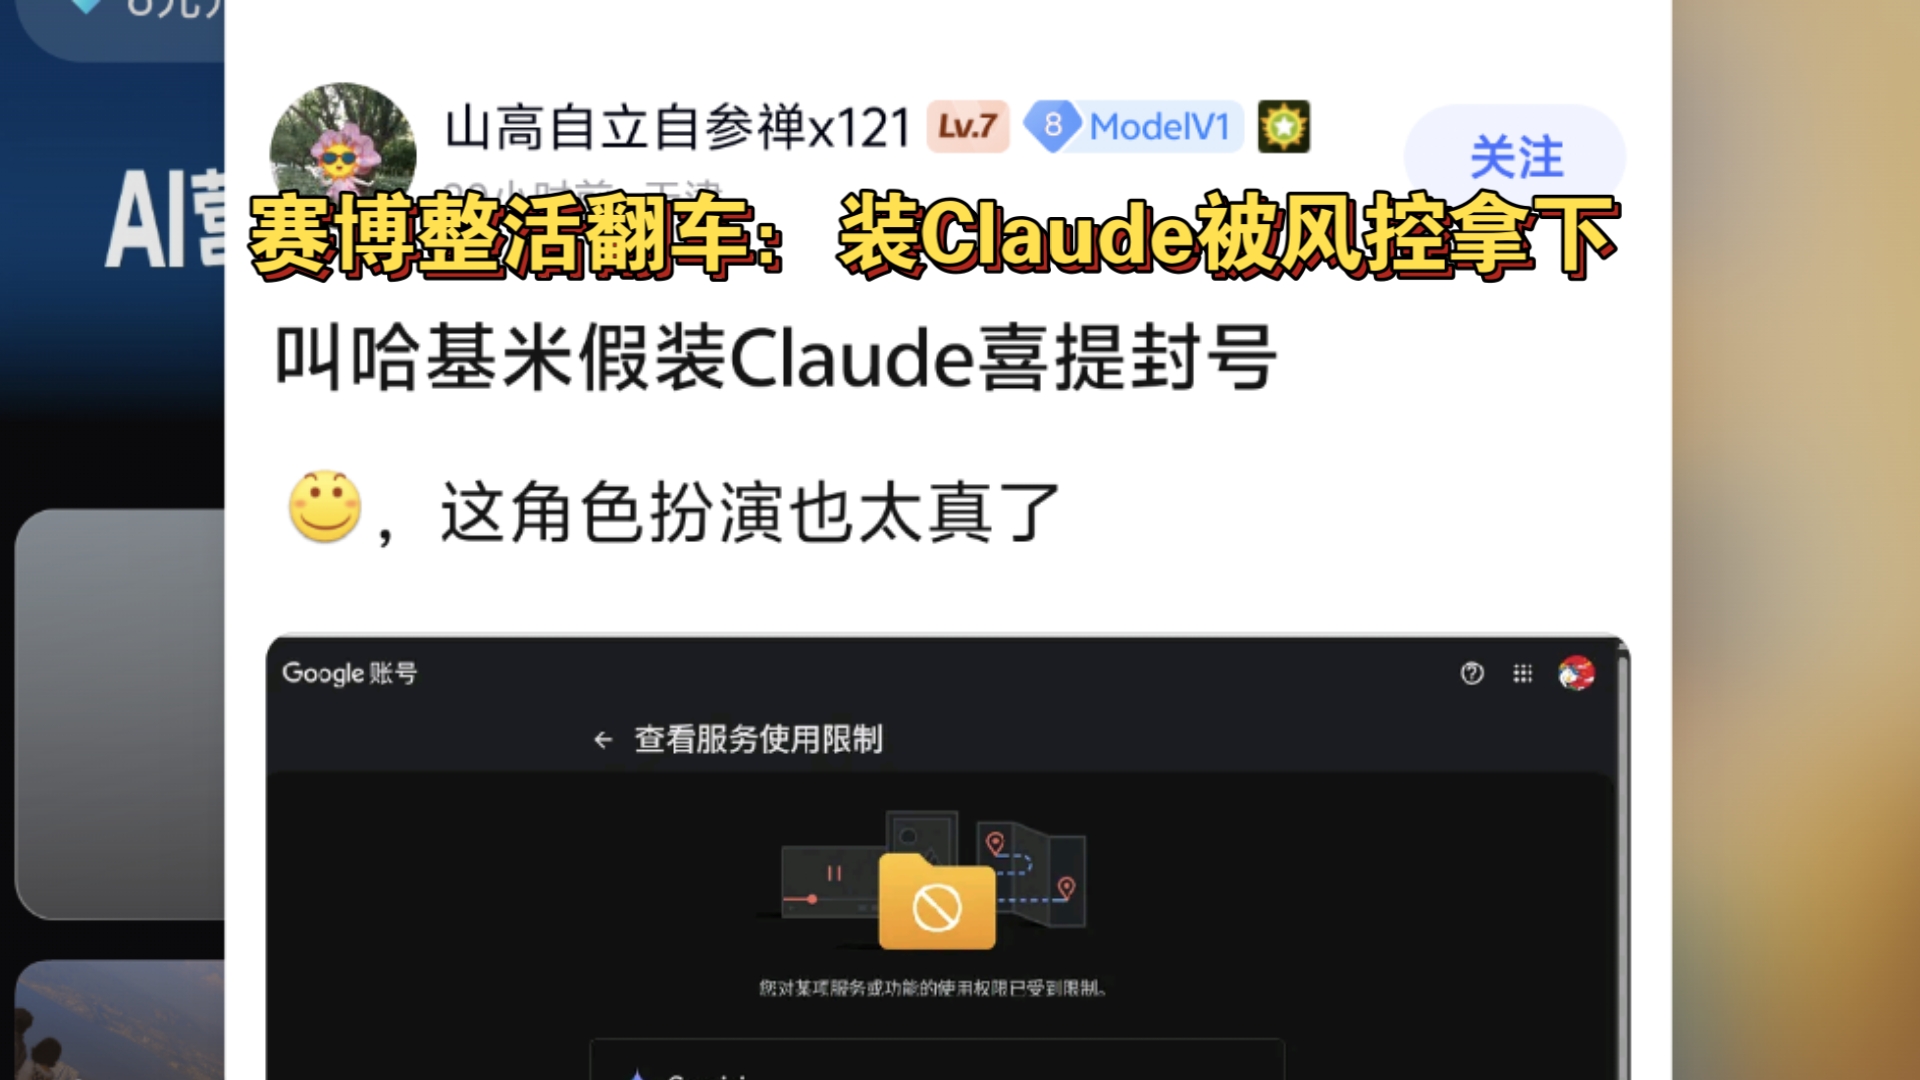 山高自立自参禅x121 Lv.7 8 ModelV1
关注
AI
赛博整活翻车：装Claude被风控拿下
叫哈基米假装Claude喜提封号
，这角色扮演也太真了
Google 账号
查看服务使用限制
您对某项服务或功能的使用权限已受到限制。